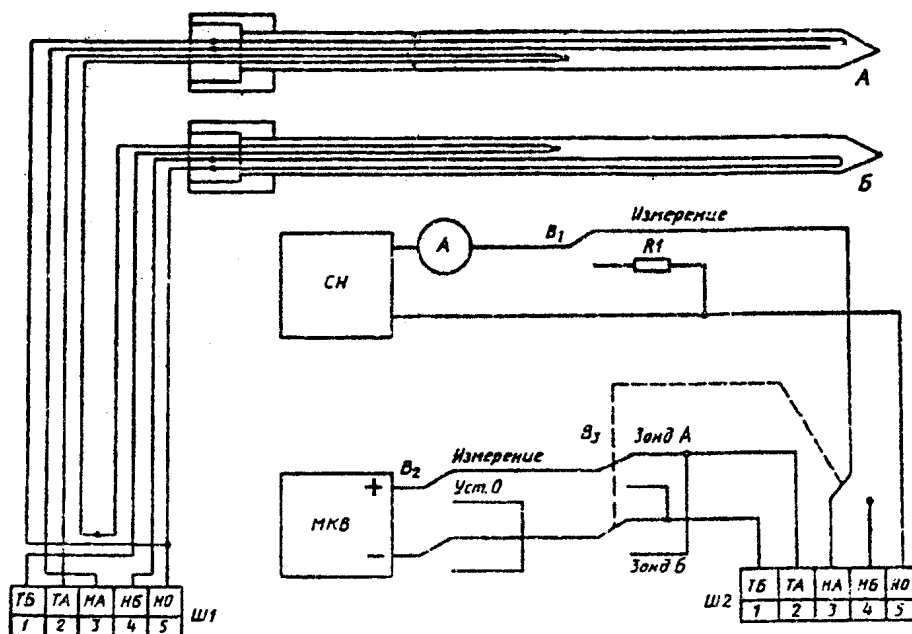 А
Б
Измерение
В1
А
R1
СН
В3
Зонд А
В2
Измерение
+
Уст. 0
МКВ
−
Зонд Б
ТБ ТА НА НБ НО
1 2 3 4 5
Ш1
Ш2
ТБ ТА НА НБ НО
1 2 3 4 5